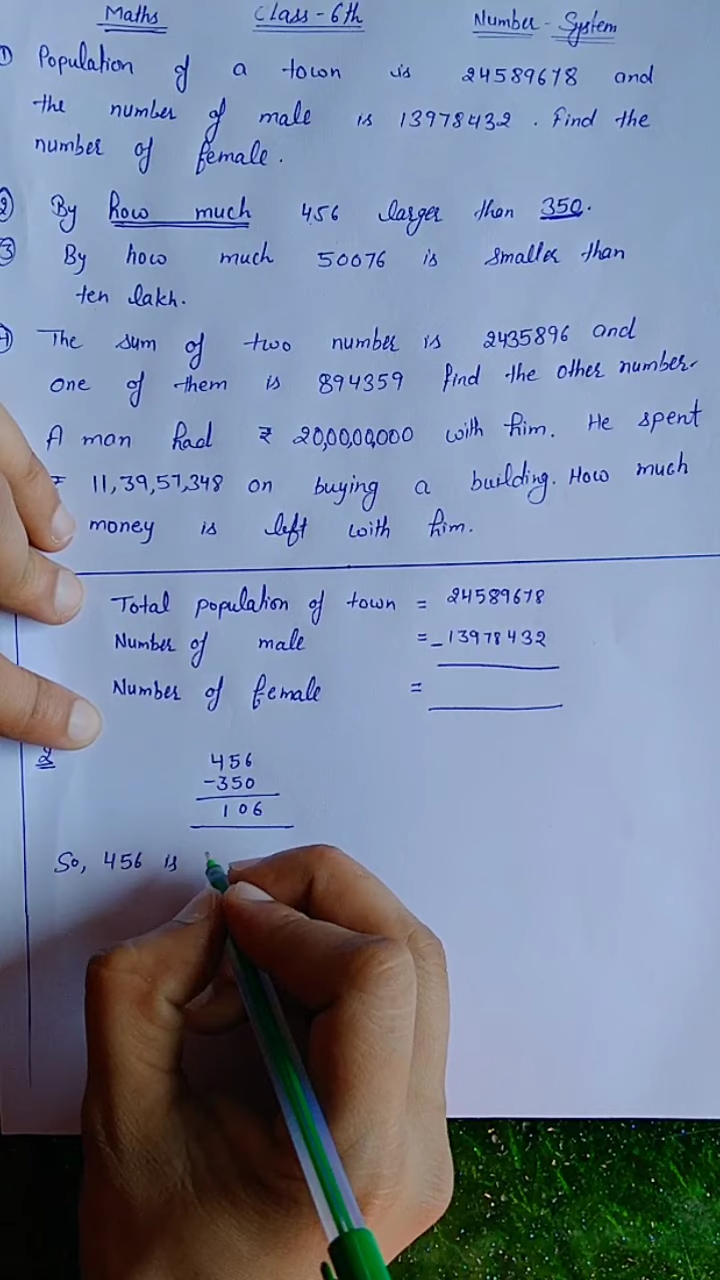 Maths Class-6th Number-System
① Population of a town is 24589678 and
the number of male is 13978432. Find the
number of female.
② By how much 456 larger than 350.
③ By how much 50076 is smaller than
ten lakh.
The sum of two number is 2435896 and
one of them is 894359 find the other number.
A man had ₹ 20,00,00,000 with him. He spent
₹ 11,39,57,348 on buying a building. How much
money is left with him.
Total population of town = 24589678
Number of male = -13978432
Number of female =
2
456
-350
106
So, 456 is